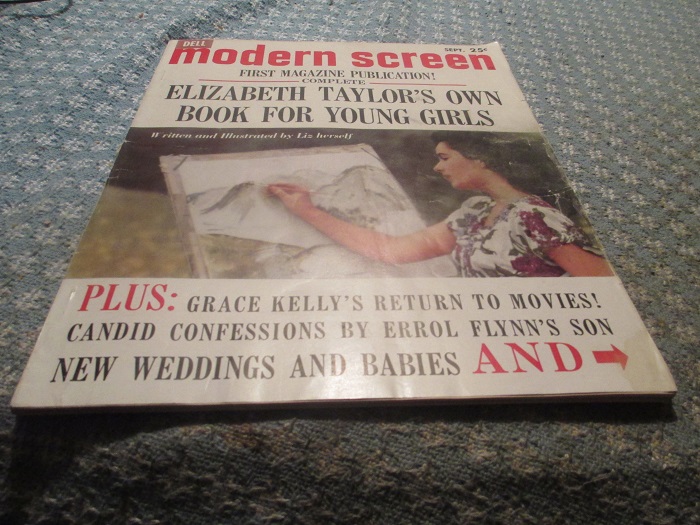 DELL
modern screen
SEPT. 25¢
FIRST MAGAZINE PUBLICATION!
COMPLETE
ELIZABETH TAYLOR'S OWN
BOOK FOR YOUNG GIRLS
Written and Illustrated by Liz herself
PLUS: GRACE KELLY'S RETURN TO MOVIES!
CANDID CONFESSIONS BY ERROL FLYNN'S SON
NEW WEDDINGS AND BABIES AND